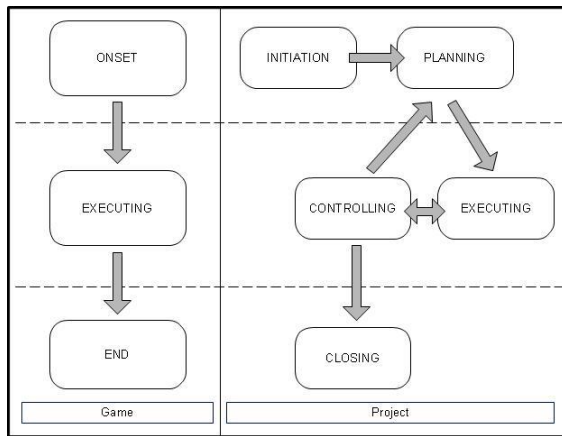 ONSET
INITIATION
PLANNING
EXECUTING
CONTROLLING
EXECUTING
END
CLOSING
Game
Project